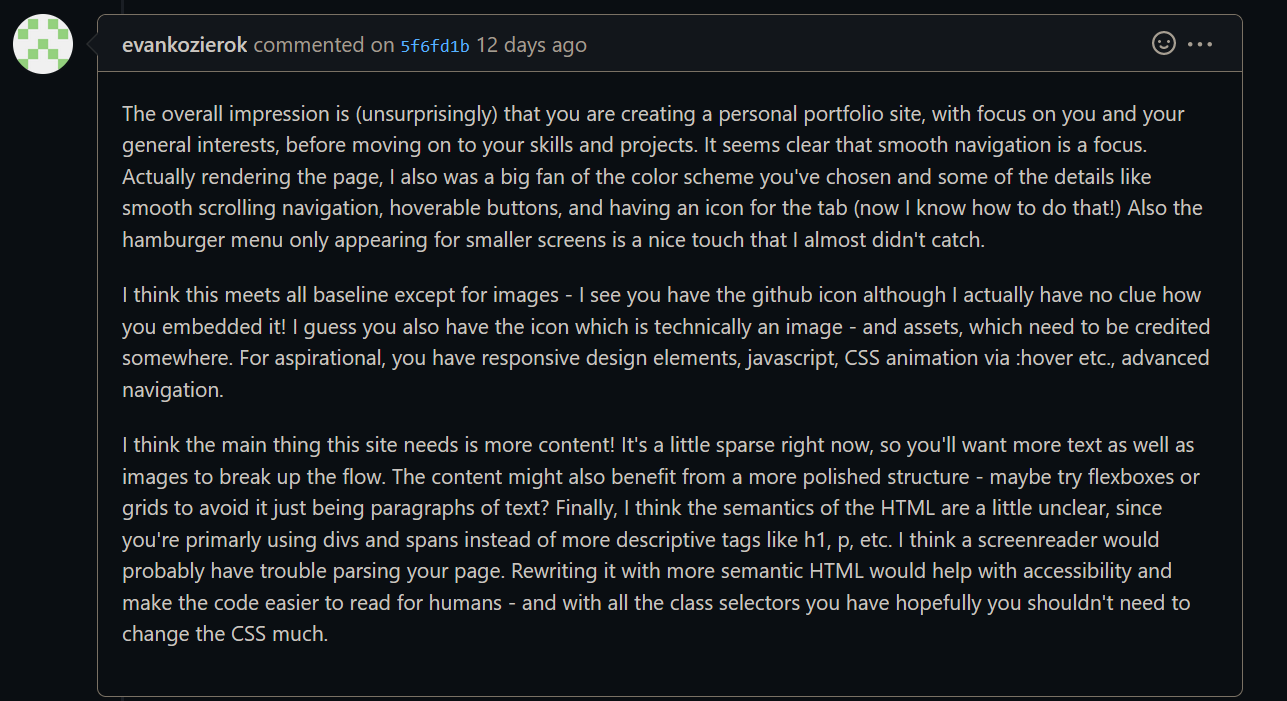 evankozierok commented on 5f6fd1b 12 days ago
The overall impression is (unsurprisingly) that you are creating a personal portfolio site, with focus on you and your
general interests, before moving on to your skills and projects. It seems clear that smooth navigation is a focus.
Actually rendering the page, I also was a big fan of the color scheme you've chosen and some of the details like
smooth scrolling navigation, hoverable buttons, and having an icon for the tab (now I know how to do that!) Also the
hamburger menu only appearing for smaller screens is a nice touch that I almost didn't catch.
I think this meets all baseline except for images - I see you have the github icon although I actually have no clue how
you embedded it! I guess you also have the icon which is technically an image - and assets, which need to be credited
somewhere. For aspirational, you have responsive design elements, javascript, CSS animation via :hover etc., advanced
navigation.
I think the main thing this site needs is more content! It's a little sparse right now, so you'll want more text as well as
images to break up the flow. The content might also benefit from a more polished structure - maybe try flexboxes or
grids to avoid it just being paragraphs of text? Finally, I think the semantics of the HTML are a little unclear, since
you're primarly using divs and spans instead of more descriptive tags like h1, p, etc. I think a screenreader would
probably have trouble parsing your page. Rewriting it with more semantic HTML would help with accessibility and
make the code easier to read for humans - and with all the class selectors you have hopefully you shouldn't need to
change the CSS much.